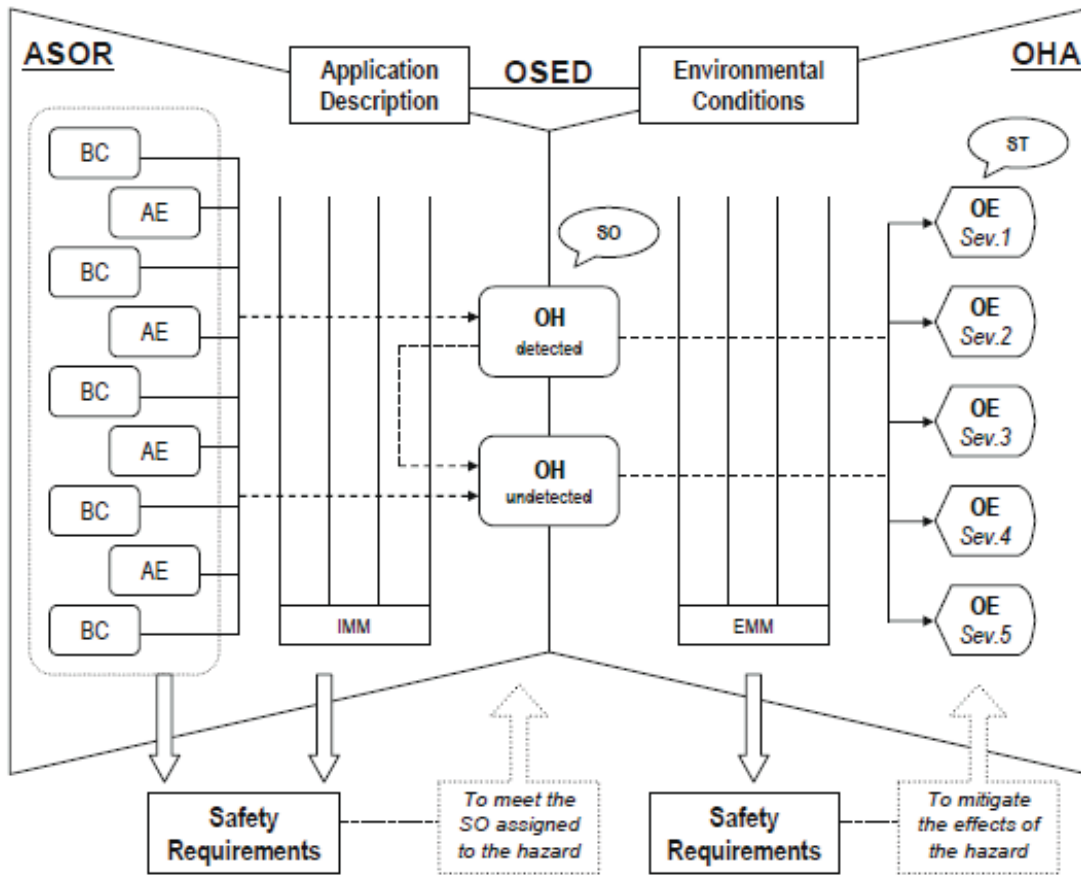 ASOR
Application
Description
OSED
Environmental
Conditions
OHA
BC
AE
BC
AE
BC
AE
BC
AE
BC
IMM
SO
OH
detected
OH
undetected
EMM
ST
OE
Sev.1
OE
Sev.2
OE
Sev.3
OE
Sev.4
OE
Sev.5
Safety
Requirements
To meet the
SO assigned
to the hazard
Safety
Requirements
To mitigate
the effects of
the hazard